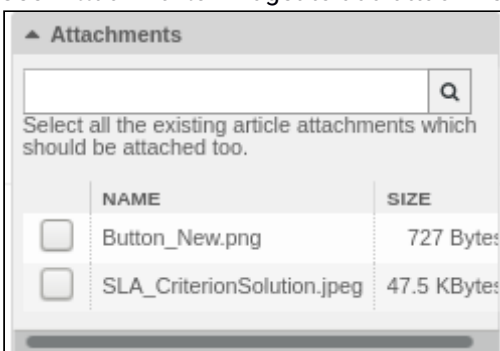 Attachments
Select all the existing article attachments which
should be attached too.
NAME SIZE
Button_New.png 727 Bytes
SLA_CriterionSolution.jpeg 47.5 KBytes